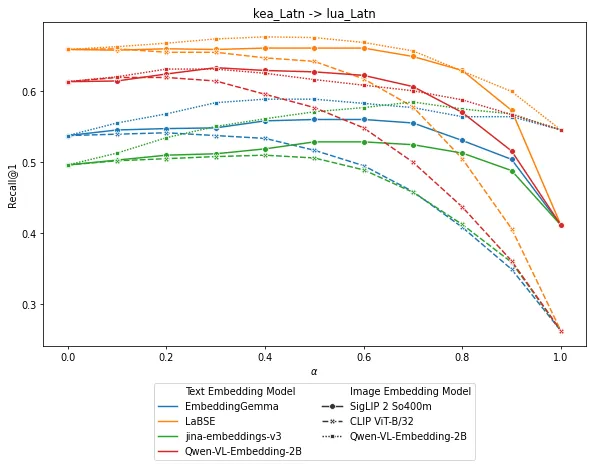 kea_Latn -> lua_Latn
Recall@1
0.6
0.5
0.4
0.3
0.0
0.2
0.4
0.6
0.8
1.0
α
Text Embedding Model
EmbeddingGemma
LaBSE
jina-embeddings-v3
Qwen-VL-Embedding-2B
Image Embedding Model
SigLIP 2 So400m
CLIP ViT-B/32
Qwen-VL-Embedding-2B